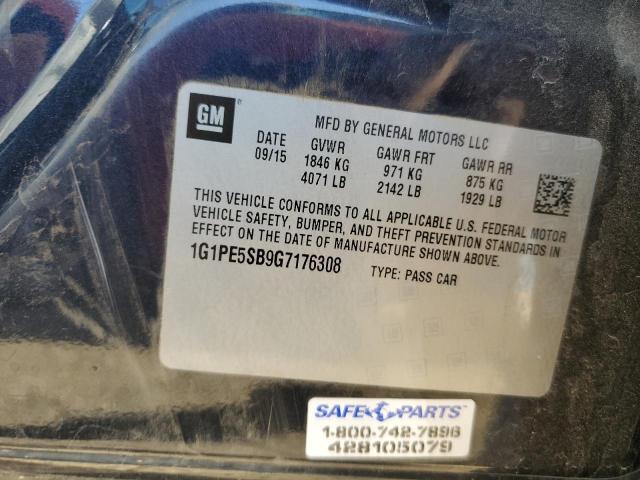 GM
MFD BY GENERAL MOTORS LLC
DATE GVWR GAWR FRT GAWR RR
09/15 1846 KG 971 KG 875 KG
4071 LB 2142 LB 1929 LB
THIS VEHICLE CONFORMS TO ALL APPLICABLE U.S. FEDERAL MOTOR
VEHICLE SAFETY, BUMPER, AND THEFT PREVENTION STANDARDS IN
EFFECT ON THE DATE OF MANUFACTURE SHOWN ABOVE.
1G1PE5SB9G7176308 TYPE: PASS CAR
SAFE PARTS
1-800-742-7896
428105079